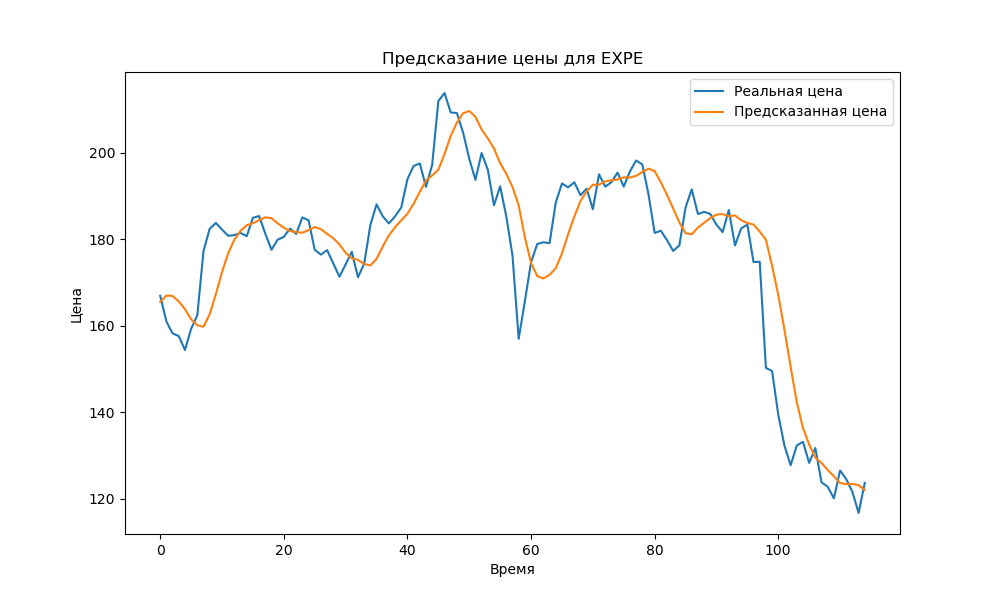 Предсказание цены для EXPE
Реальная цена
Предсказанная цена
Цена
200
180
160
140
120
0 20 40 60 80 100
Время